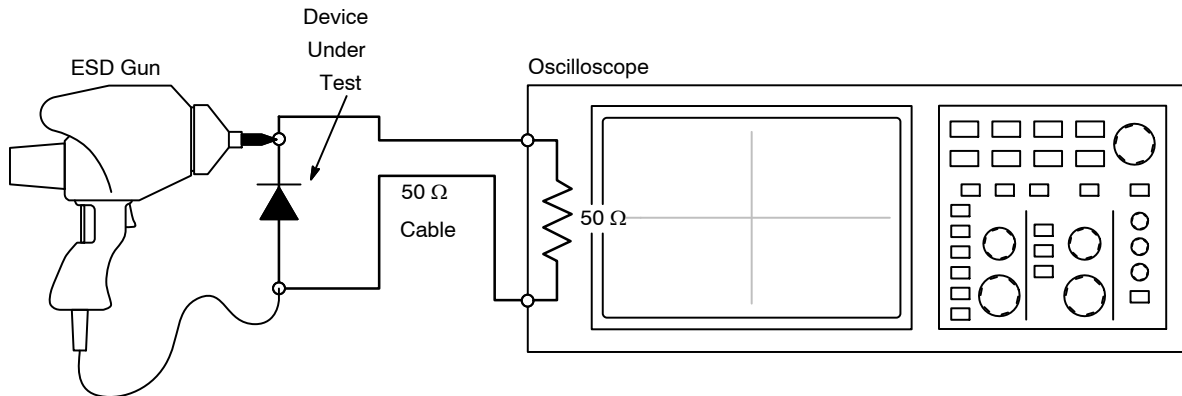 Device
Under
Test
ESD Gun
Oscilloscope
50 Ω
Cable
50 Ω